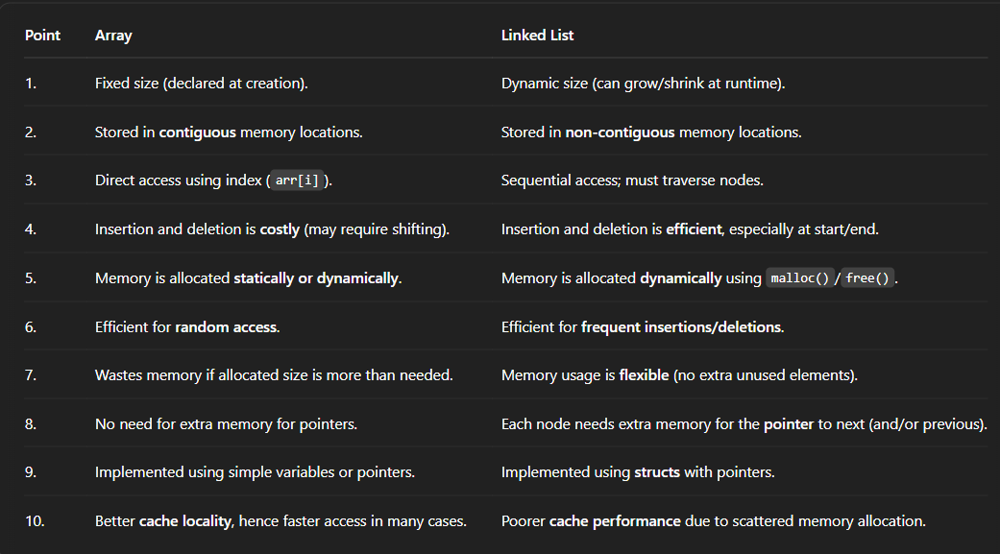 Point Array Linked List
1. Fixed size (declared at creation). Dynamic size (can grow/shrink at runtime).
2. Stored in contiguous memory locations. Stored in non-contiguous memory locations.
3. Direct access using index (arr[i]). Sequential access; must traverse nodes.
4. Insertion and deletion is costly (may require shifting). Insertion and deletion is efficient, especially at start/end.
5. Memory is allocated statically or dynamically. Memory is allocated dynamically using malloc()/free().
6. Efficient for random access. Efficient for frequent insertions/deletions.
7. Wastes memory if allocated size is more than needed. Memory usage is flexible (no extra unused elements).
8. No need for extra memory for pointers. Each node needs extra memory for the pointer to next (and/or previous).
9. Implemented using simple variables or pointers. Implemented using structs with pointers.
10. Better cache locality, hence faster access in many cases. Poorer cache performance due to scattered memory allocation.